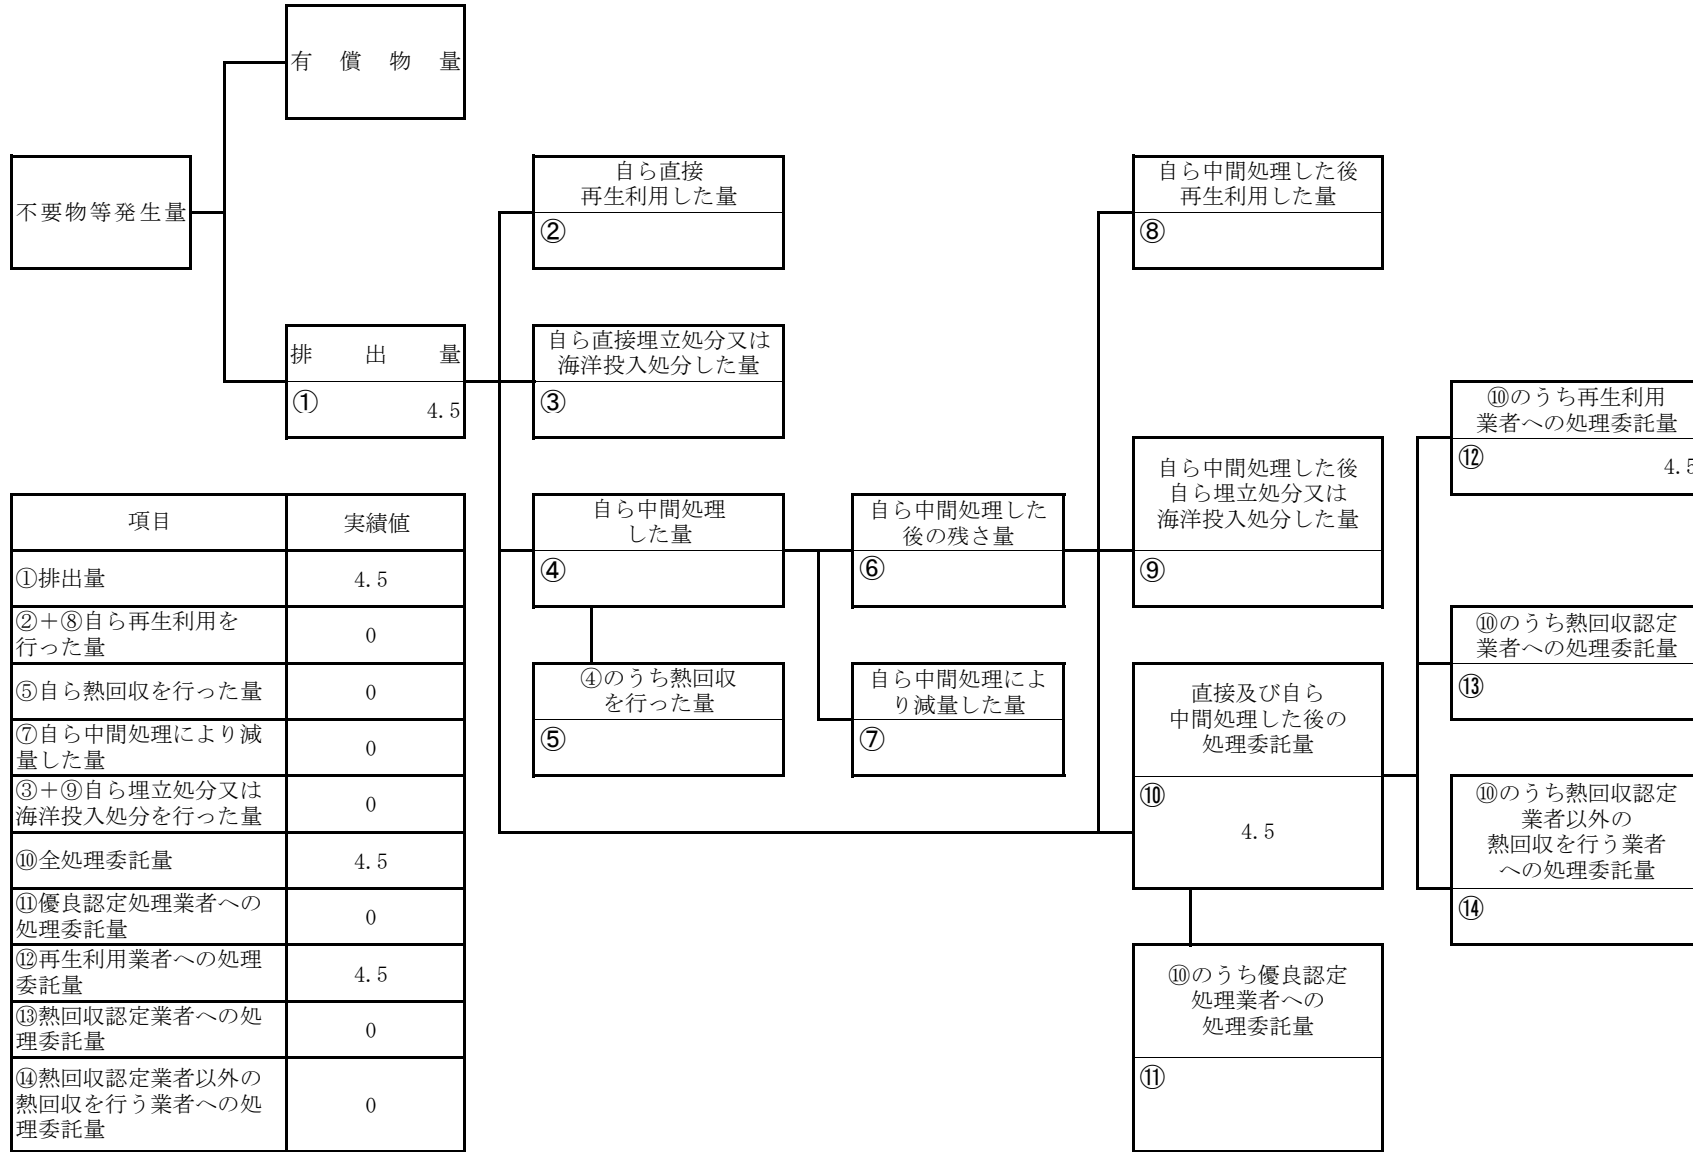 有償物量
不要物等発生量
排出量
①
4.5
自ら直接
再生利用した量
②
自ら直接埋立処分又は
海洋投入処分した量
③
自ら中間処理
した量
④
④のうち熱回収
を行った量
⑤
自ら中間処理した
後の残さ量
⑥
自ら中間処理によ
り減量した量
⑦
自ら中間処理した後
再生利用した量
⑧
自ら中間処理した後
自ら埋立処分又は
海洋投入処分した量
⑨
直接及び自ら
中間処理した後の
処理委託量
⑩
4.5
⑩のうち優良認定
処理業者への
処理委託量
⑪
⑩のうち再生利用
業者への処理委託量
⑫
4.5
⑩のうち熱回収認定
業者への処理委託量
⑬
⑩のうち熱回収認定
業者以外の
熱回収を行う業者
への処理委託量
⑭
項目 実績値
①排出量 4.5
②+⑧自ら再生利用を
行った量 0
⑤自ら熱回収を行った量 0
⑦自ら中間処理により減
量した量 0
③+⑨自ら埋立処分又は
海洋投入処分を行った量 0
⑩全処理委託量 4.5
⑪優良認定処理業者への
処理委託量 0
⑫再生利用業者への処理
委託量 4.5
⑬熱回収認定業者への処
理委託量 0
⑭熱回収認定業者以外の
熱回収を行う業者への処
理委託量 0